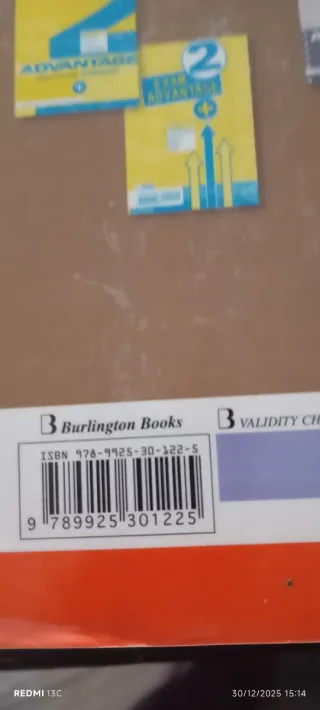 2
ADVANTAGE
2
EXAM
ADVANTAGE
B Burlington Books
B VALIDITY CH
ISBN 978-9925-30-122-5
9 789925 301225
REDMI 13C
30/12/2025 15:14